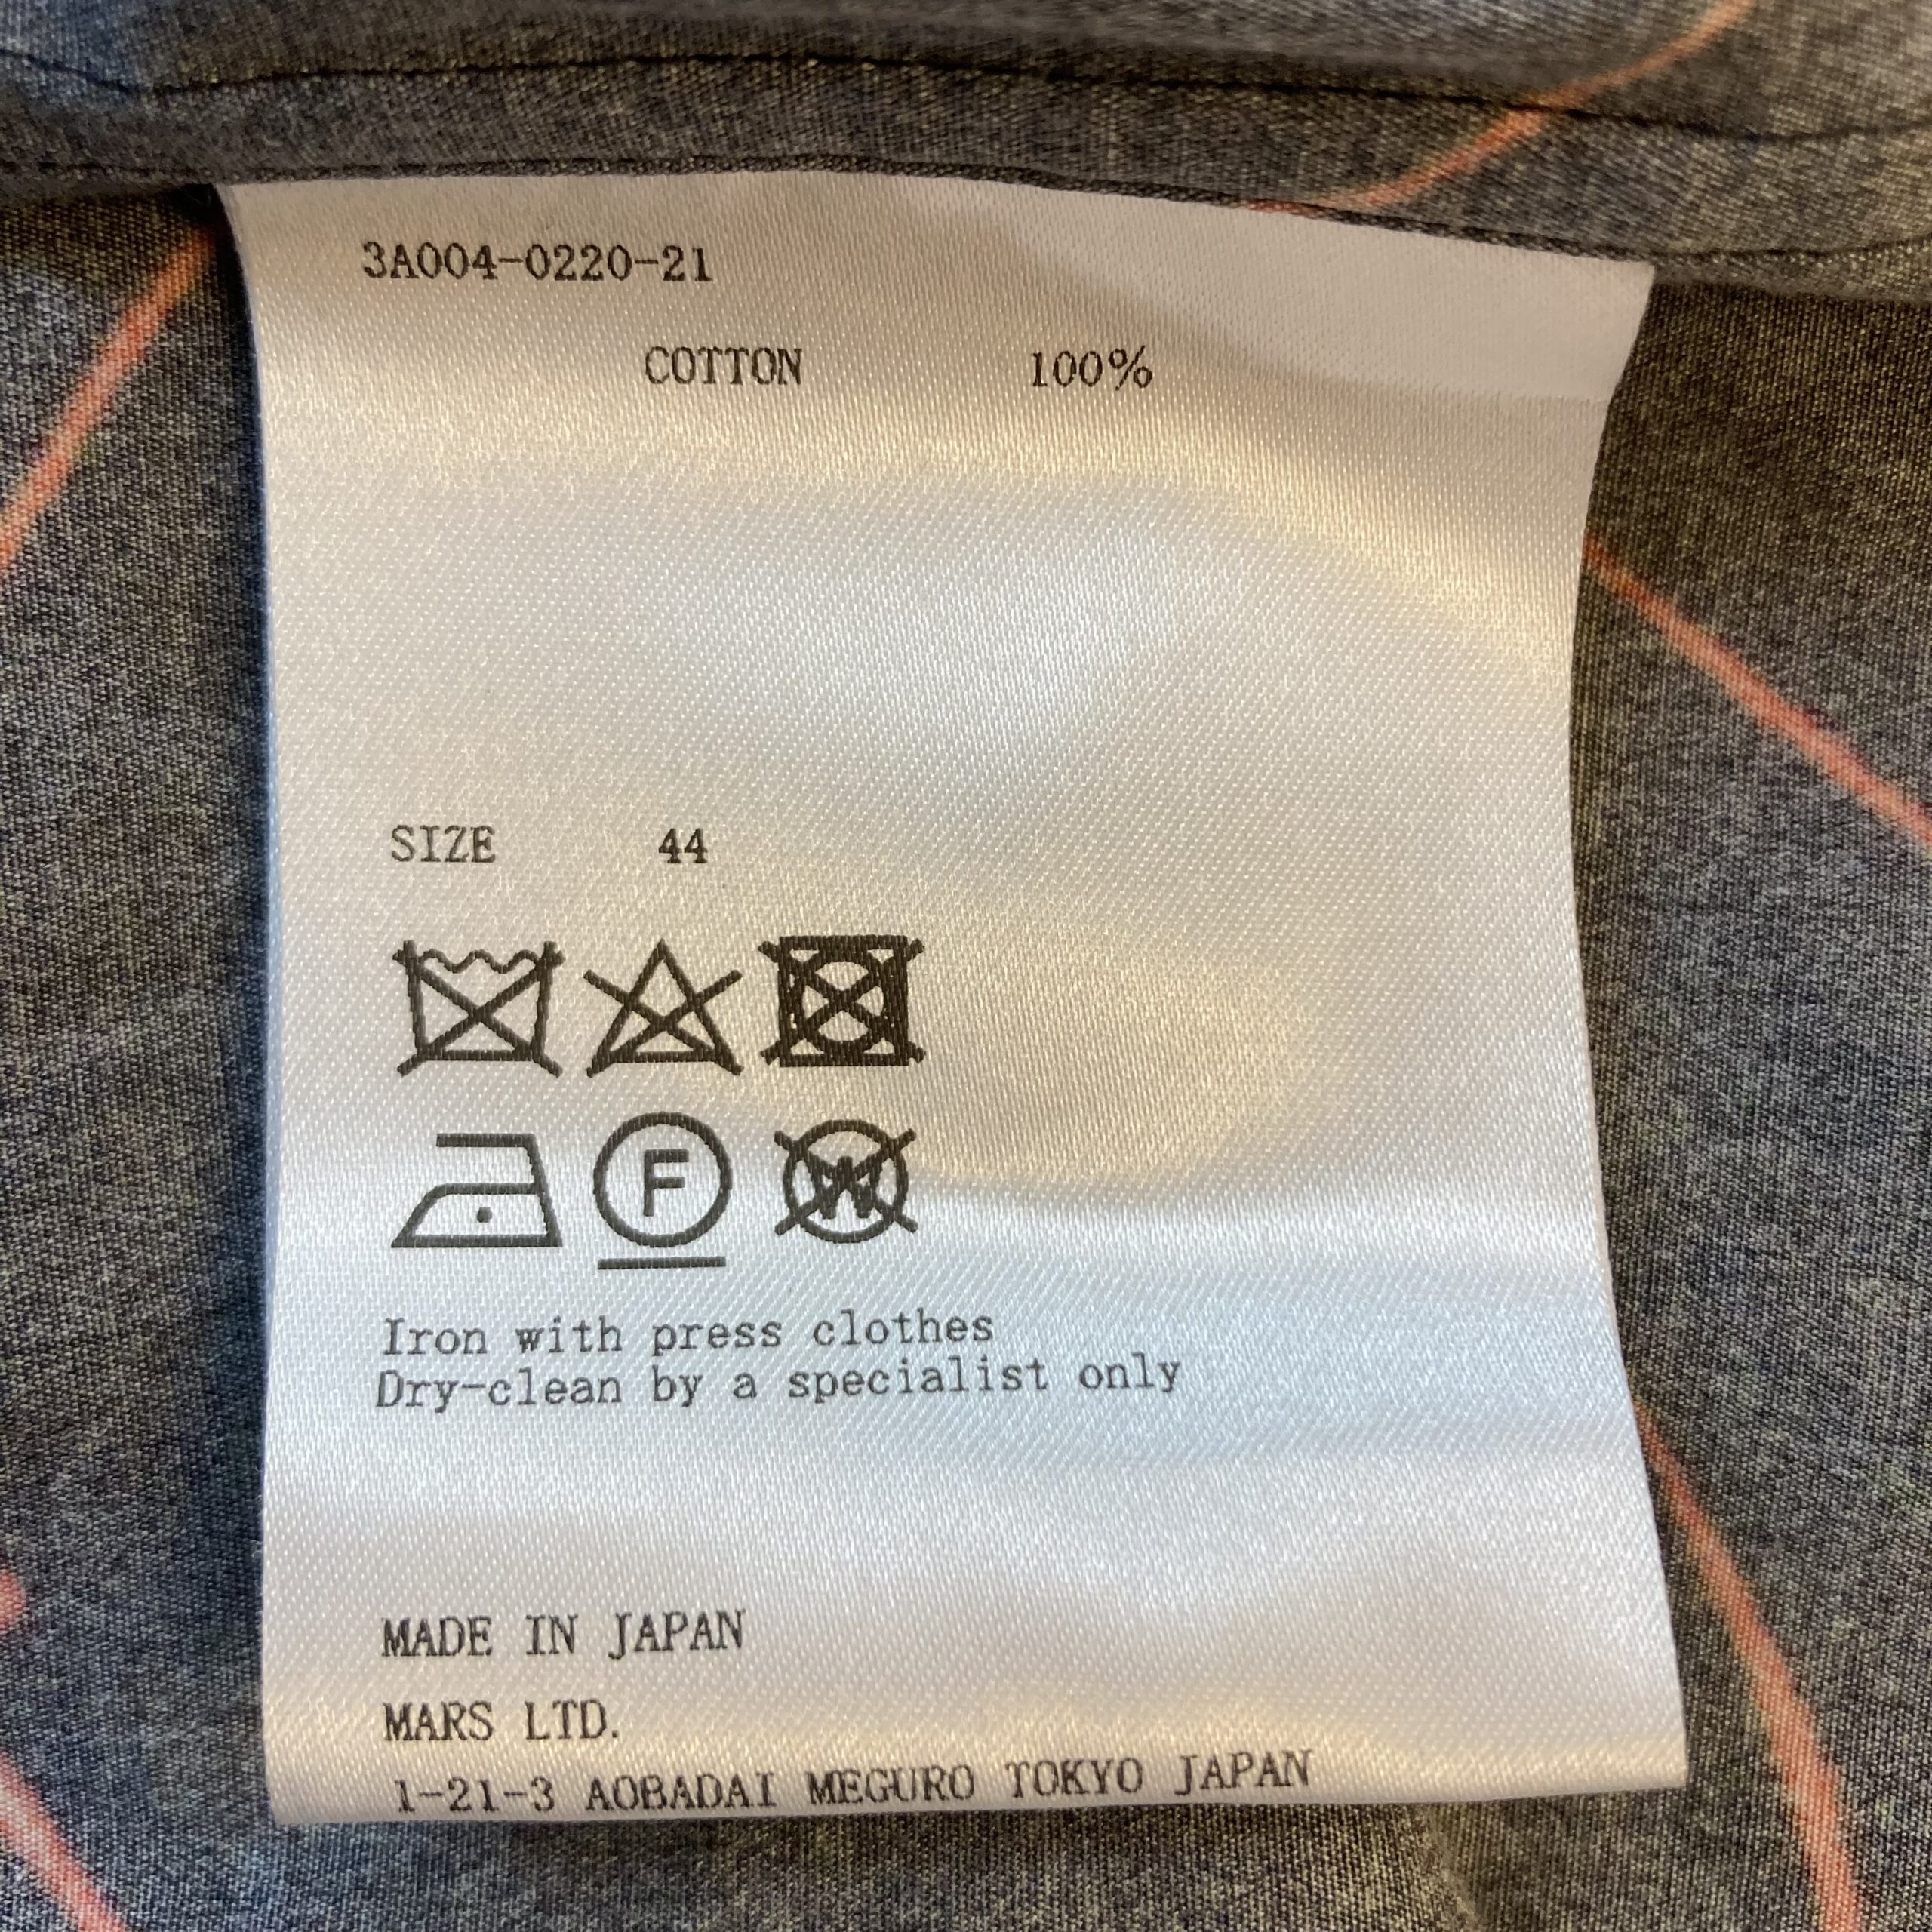 3A004-0220-21
COTTON 100%
SIZE 44
F
W
Iron with press clothes
Dry-clean by a specialist only
MADE IN JAPAN
MARS LTD.
1-21-3 AOBADAI MEGURO TOKYO JAPAN